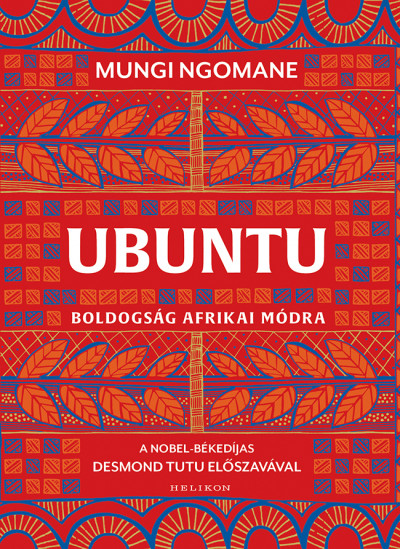 MUNGI NGOMANE
UBUNTU
BOLDOGSÁG AFRIKAI MÓDRA
A NOBEL-BÉKEDÍJAS
DESMOND TUTU ELŐSZAVÁVAL
HELIKON